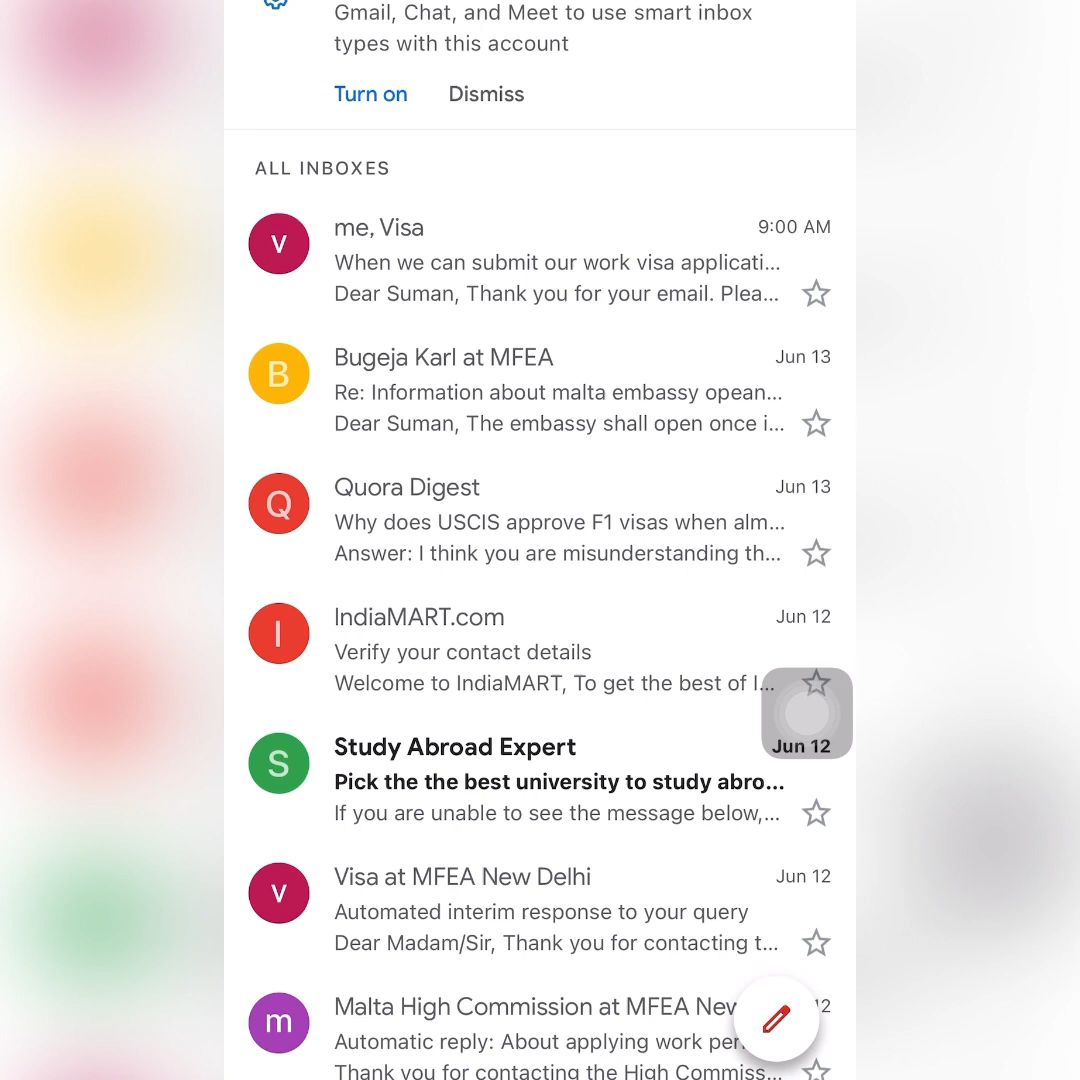 Gmail, Chat, and Meet to use smart inbox
types with this account
Turn on Dismiss
ALL INBOXES
V
me, Visa 9:00 AM
When we can submit our work visa applicati...
Dear Suman, Thank you for your email. Plea...
B
Bugeja Karl at MFEA Jun 13
Re: Information about malta embassy opean...
Dear Suman, The embassy shall open once i...
Q
Quora Digest Jun 13
Why does USCIS approve F1 visas when alm...
Answer: I think you are misunderstanding th...
I
IndiaMART.com Jun 12
Verify your contact details
Welcome to IndiaMART, To get the best of I...
S
Study Abroad Expert Jun 12
Pick the the best university to study abro...
If you are unable to see the message below,...
V
Visa at MFEA New Delhi Jun 12
Automated interim response to your query
Dear Madam/Sir, Thank you for contacting t...
m
Malta High Commission at MFEA New 12
Automatic reply: About applying work per
Thank you for contacting the High Commiss...